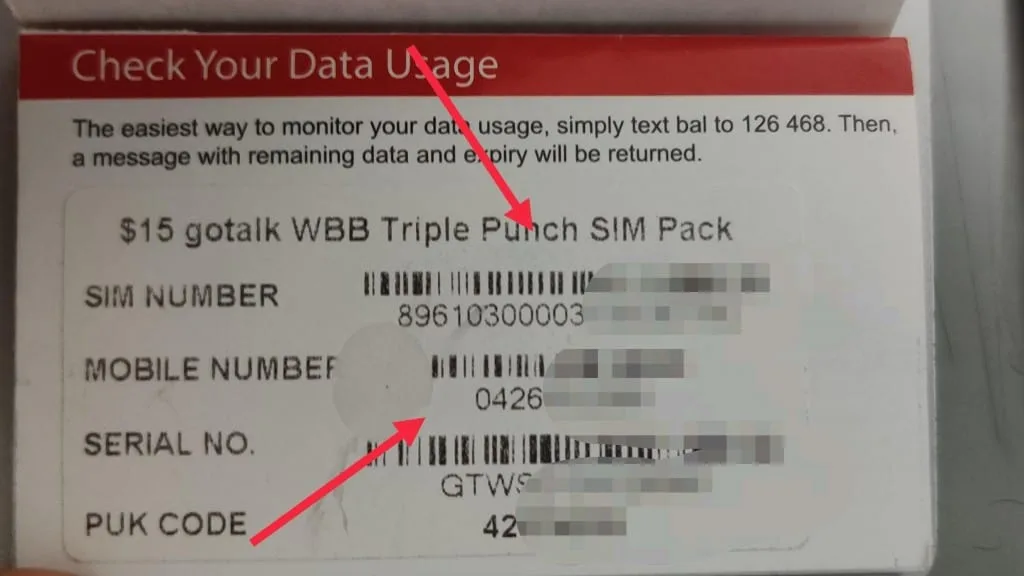 Check Your Data Usage
The easiest way to monitor your data usage, simply text bal to 126 468. Then,
a message with remaining data and expiry will be returned.
$15 gotalk WBB Triple Punch SIM Pack
SIM NUMBER
89610300003
MOBILE NUMBER
0426
SERIAL NO.
GTWS
PUK CODE 42